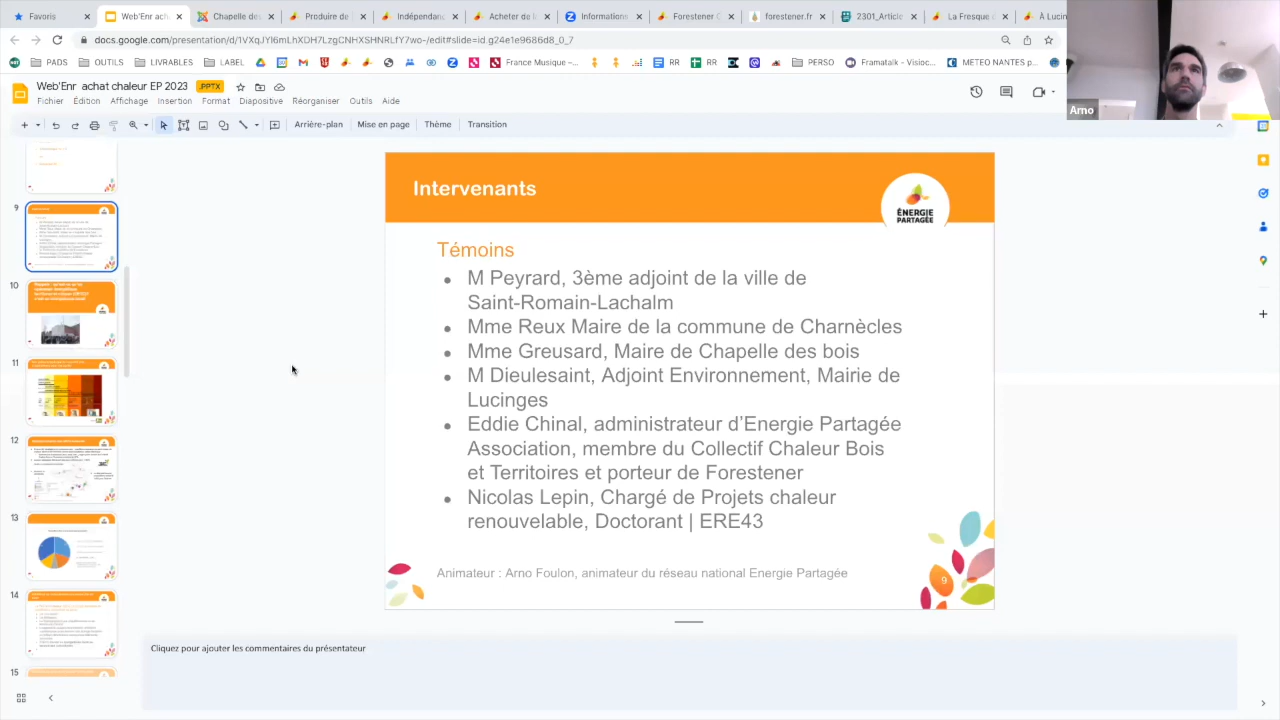 Favoris
Web'Enr ach
Chapelle des
Produire de l
Indépendanc
Acheter de l
Informations
Forestener C
forestener.fr
2301_Article
La Fresque d
À Lucin
docs.google.com/presentation/d/1VXqJYI6mLhXDH7LzgCNHXSHNRLfY7wo-/edit#slide=id.g24e1e9686d8_0_7
PADS
OUTILS
LIVRABLES
LABEL
France Musique –...
RR
RR
PERSO
Framatalk - Visioc...
METEO NANTES p...
Arno
Web'Enr achat chaleur EP 2023
.PPTX
Fichier Édition Affichage Insertion Format Diapositive Réorganiser Outils Aide
Arrière-plan Mise en page Thème Transition
Intervenants
ÉNERGIE
PARTAGÉE
Témoins
M Peyrard, 3ème adjoint de la ville de
Saint-Romain-Lachalm
Mme Reux Maire de la commune de Charnècles
Mme Greusard, Maire de Chapelle des bois
M Dieulesaint, Adjoint Environnement, Mairie de
Lucinges
Eddie Chinal, administrateur d'Energie Partagée
Association, membre du College Chaleur Bois
et Territoires et porteur de Forestener
Nicolas Lepin, Chargé de Projets chaleur
renouvelable, Doctorant | ERE43
Animateur : Arno Foulon, animateur du réseau national Energie Partagée
9
9
10
11
12
13
14
15
Cliquez pour ajouter les commentaires du présentateur